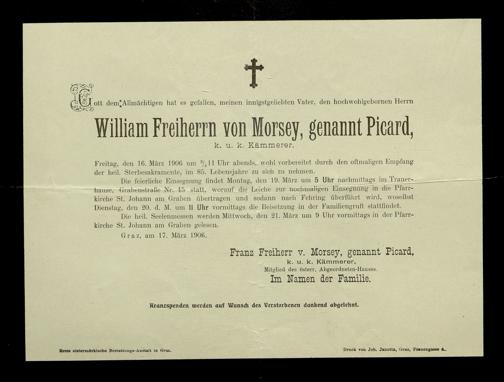 Gott dem Allmächtigen hat es gefallen, meinen innigstgeliebten Vater, den hochwohlgebornen Herrn
William Freiherrn von Morsey, genannt Picard,
k. u. k. Kämmerer,
Freitag, den 16. März 1906 um ¾11 Uhr abends, wohl vorbereitet durch den oftmaligen Empfang
der heil. Sterbesakramente, im 85. Lebensjahre zu sich zu nehmen.
Die feierliche Einsegnung findet Montag, den 19. März um 5 Uhr nachmittags im Trauer-
hause, Grabenstraße Nr. 15 statt, worauf die Leiche zur nochmaligen Einsegnung in die Pfarr-
kirche St. Johann am Graben übertragen und sodann nach Fehring überführt wird, woselbst
Dienstag, den 20. d. M. um 11 Uhr vormittags die Beisetzung in der Familiengruft stattfindet.
Die heil. Seelenmessen werden Mittwoch, den 21. März um 9 Uhr vormittags in der Pfarr-
kirche St. Johann am Graben gelesen.
Graz, am 17. März 1906.
Franz Freiherr v. Morsey, genannt Picard,
k. u. k. Kämmerer,
Mitglied des österr. Abgeordneten-Hauses.
Im Namen der Familie.
Kranzspenden werden auf Wunsch des Verstorbenen dankend abgelehnt.
Erste steiermärkische Bestattungs-Anstalt in Graz.
Druck von Joh. Janotta, Graz, Frauengasse 4.